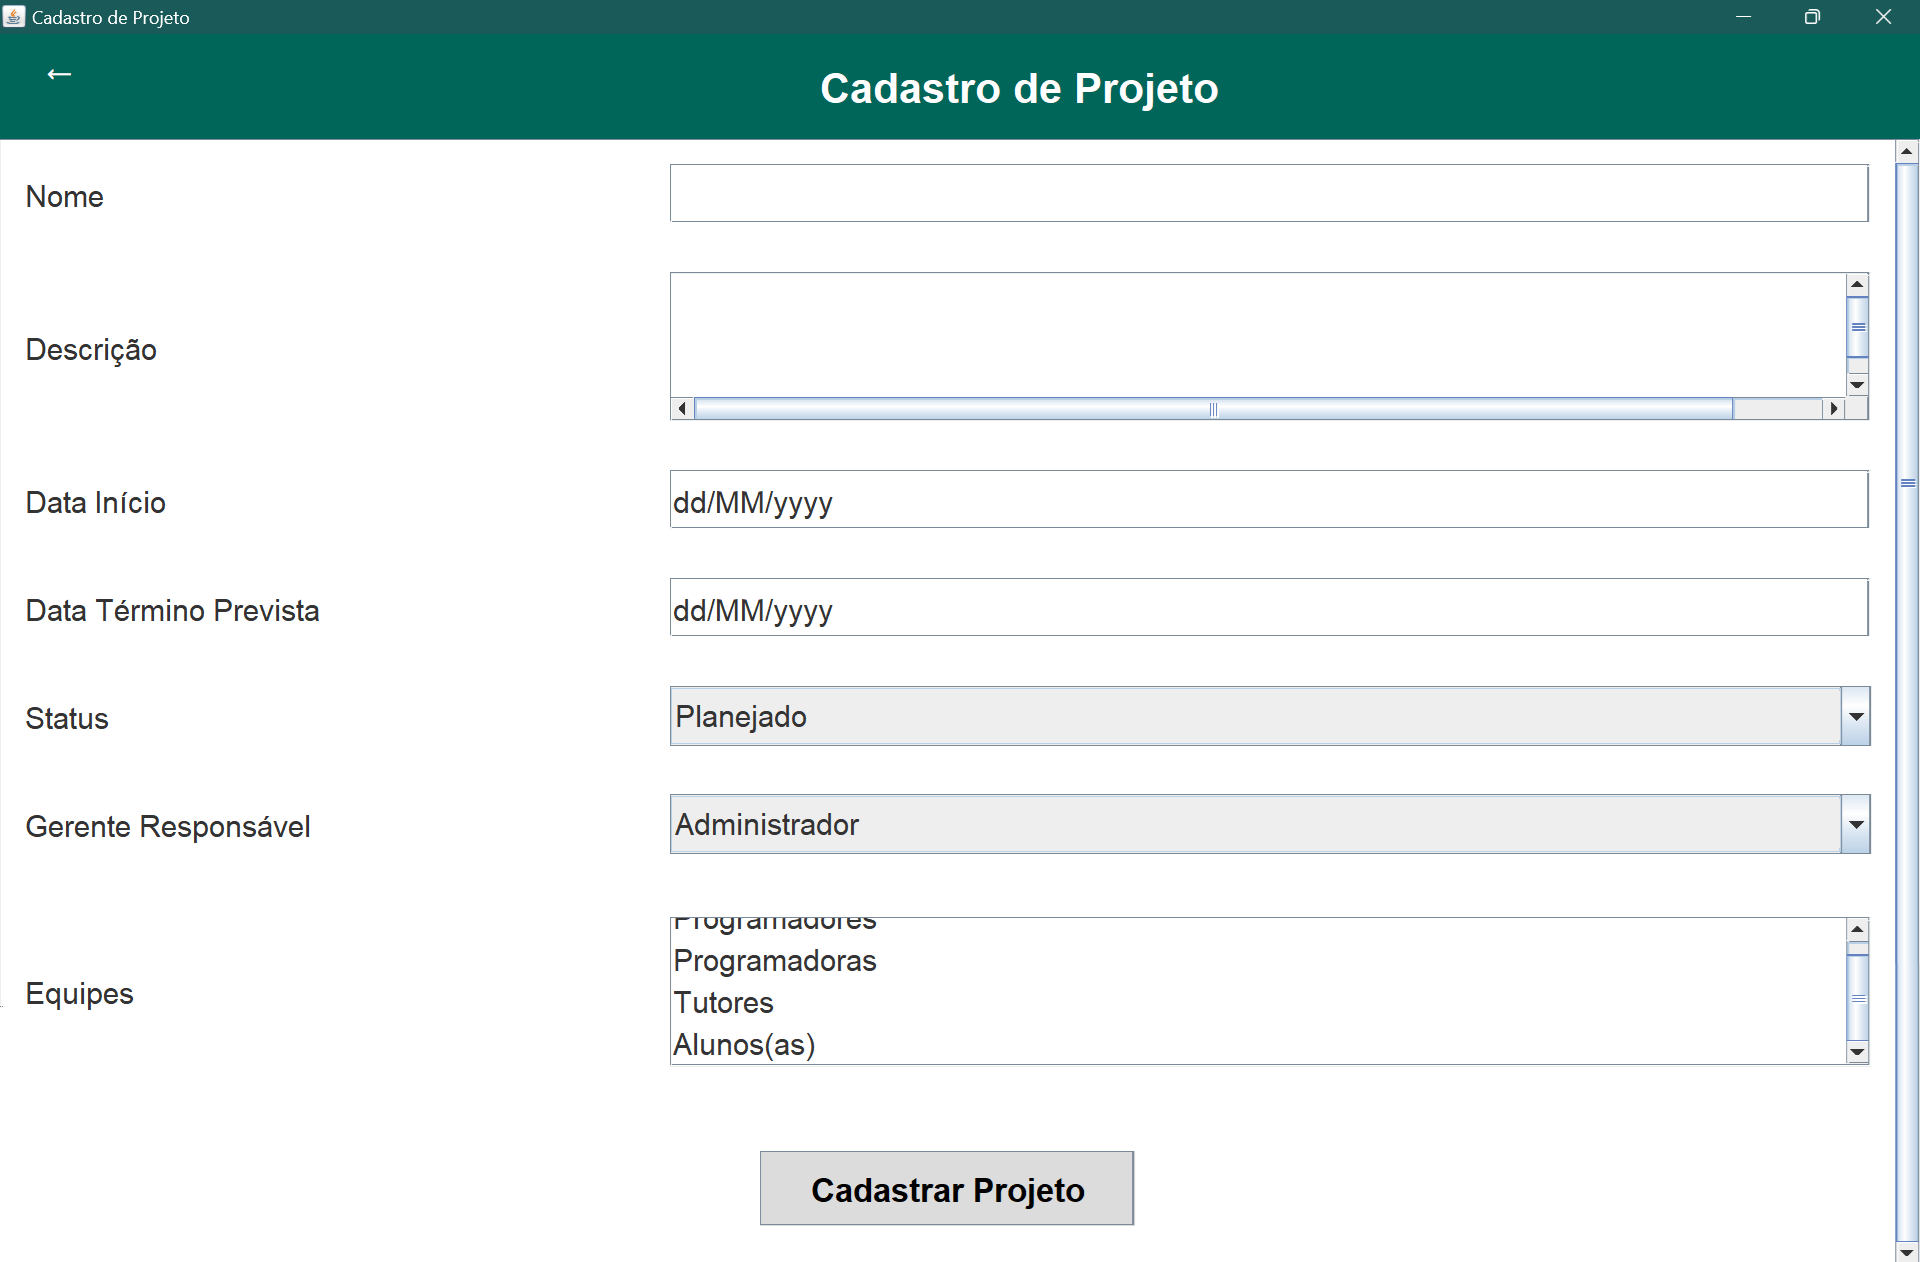 Cadastro de Projeto
←
Cadastro de Projeto
Nome
Descrição
Data Início
dd/MM/yyyy
Data Término Prevista
dd/MM/yyyy
Status
Planejado
Gerente Responsável
Administrador
Equipes
Programadores
Programadoras
Tutores
Alunos(as)
Cadastrar Projeto